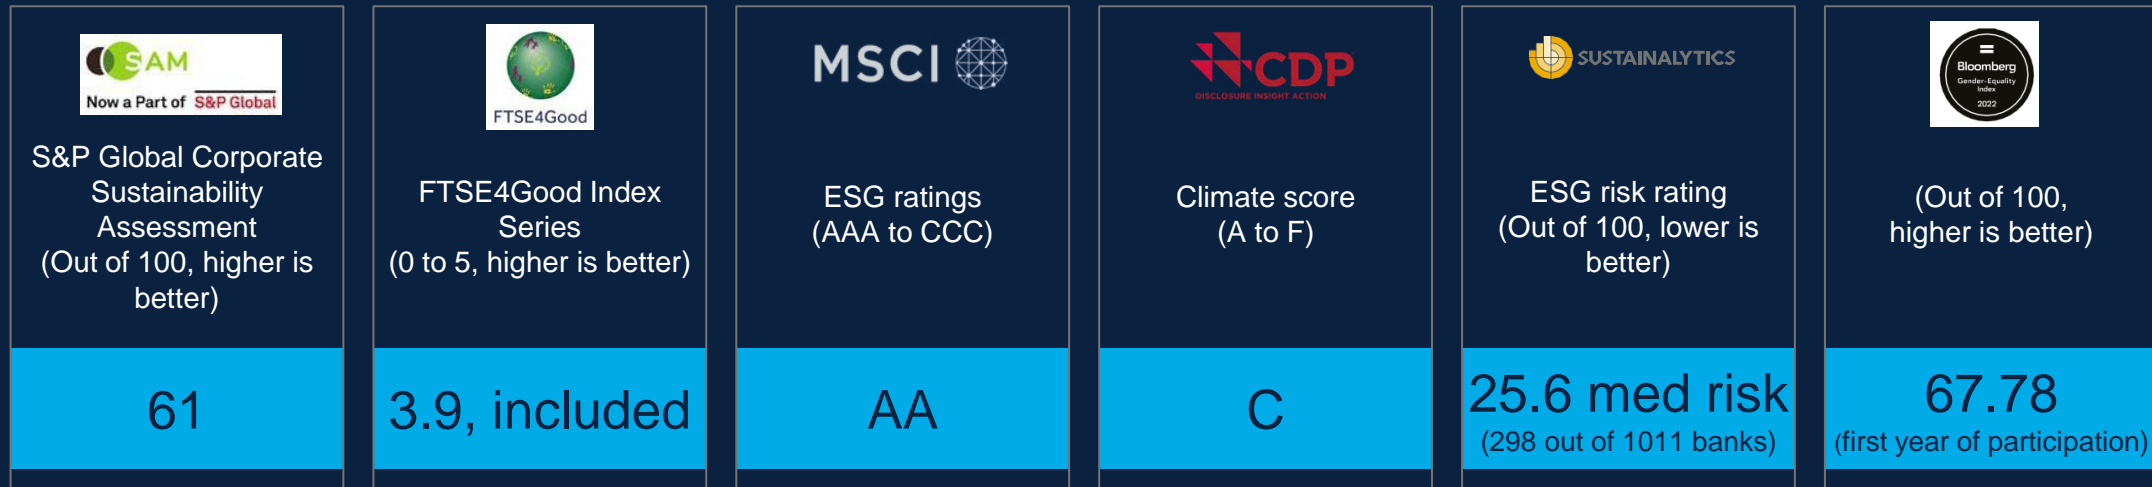 SAM
Now a Part of S&P Global
S&P Global Corporate
Sustainability
Assessment
(Out of 100, higher is
better)
61
FTSE4Good
FTSE4Good Index
Series
(0 to 5, higher is better)
3.9, included
MSCI
ESG ratings
(AAA to CCC)
AA
CDP
DISCLOSURE INSIGHT ACTION
Climate score
(A to F)
C
SUSTAINALYTICS
ESG risk rating
(Out of 100, lower is
better)
25.6 med risk
(298 out of 1011 banks)
Bloomberg
Gender-Equality
Index
2022
(Out of 100,
higher is better)
67.78
(first year of participation)